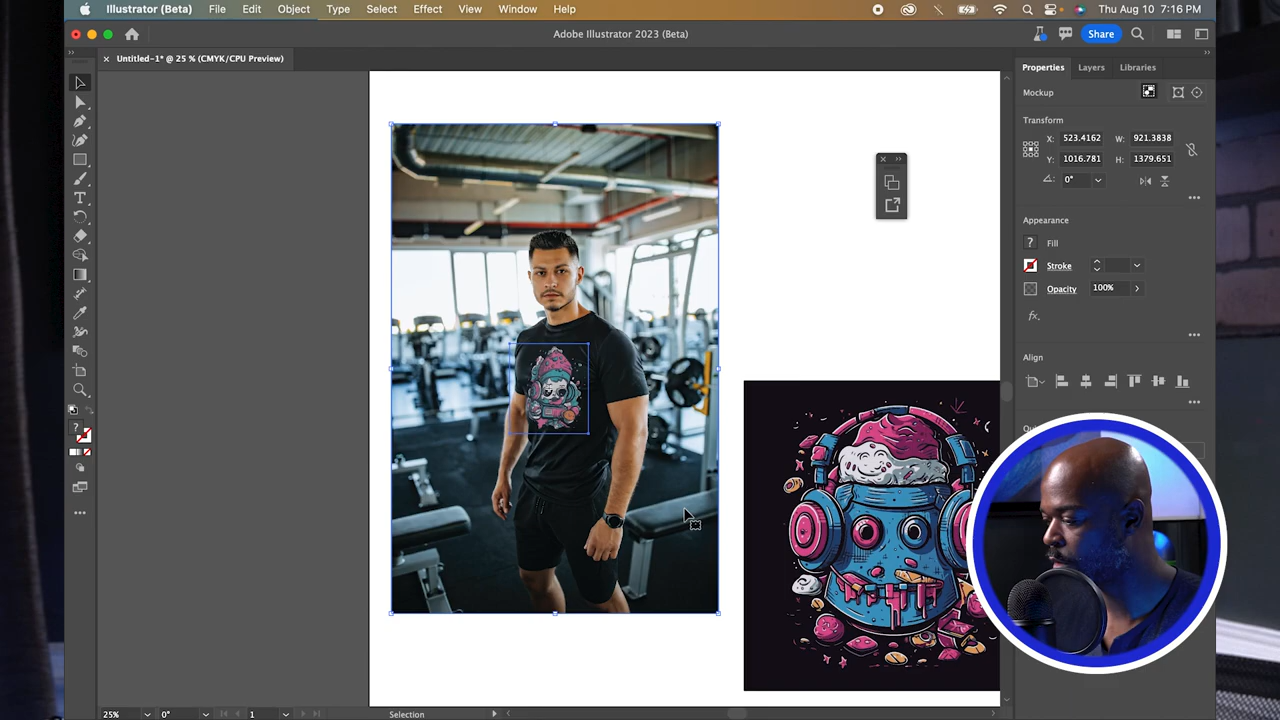 Illustrator (Beta) File Edit Object Type Select Effect View Window Help Thu Aug 10 7:16 PM
Adobe Illustrator 2023 (Beta) Share
× Untitled-1* @ 25 % (CMYK/CPU Preview)
Properties Layers Libraries
Mockup
Transform
X: 523.4162 W: 921.3838
Y: 1016.781 H: 1379.651
0°
Appearance
? Fill
Stroke
Opacity 100%
fx.
Align
25% 0° 1 Selection